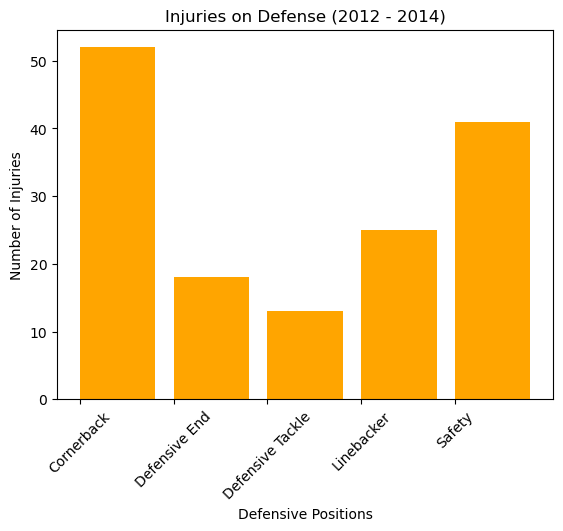 Injuries on Defense (2012 - 2014)
Number of Injuries
50
40
30
20
10
0
Cornerback
Defensive End
Defensive Tackle
Linebacker
Safety
Defensive Positions